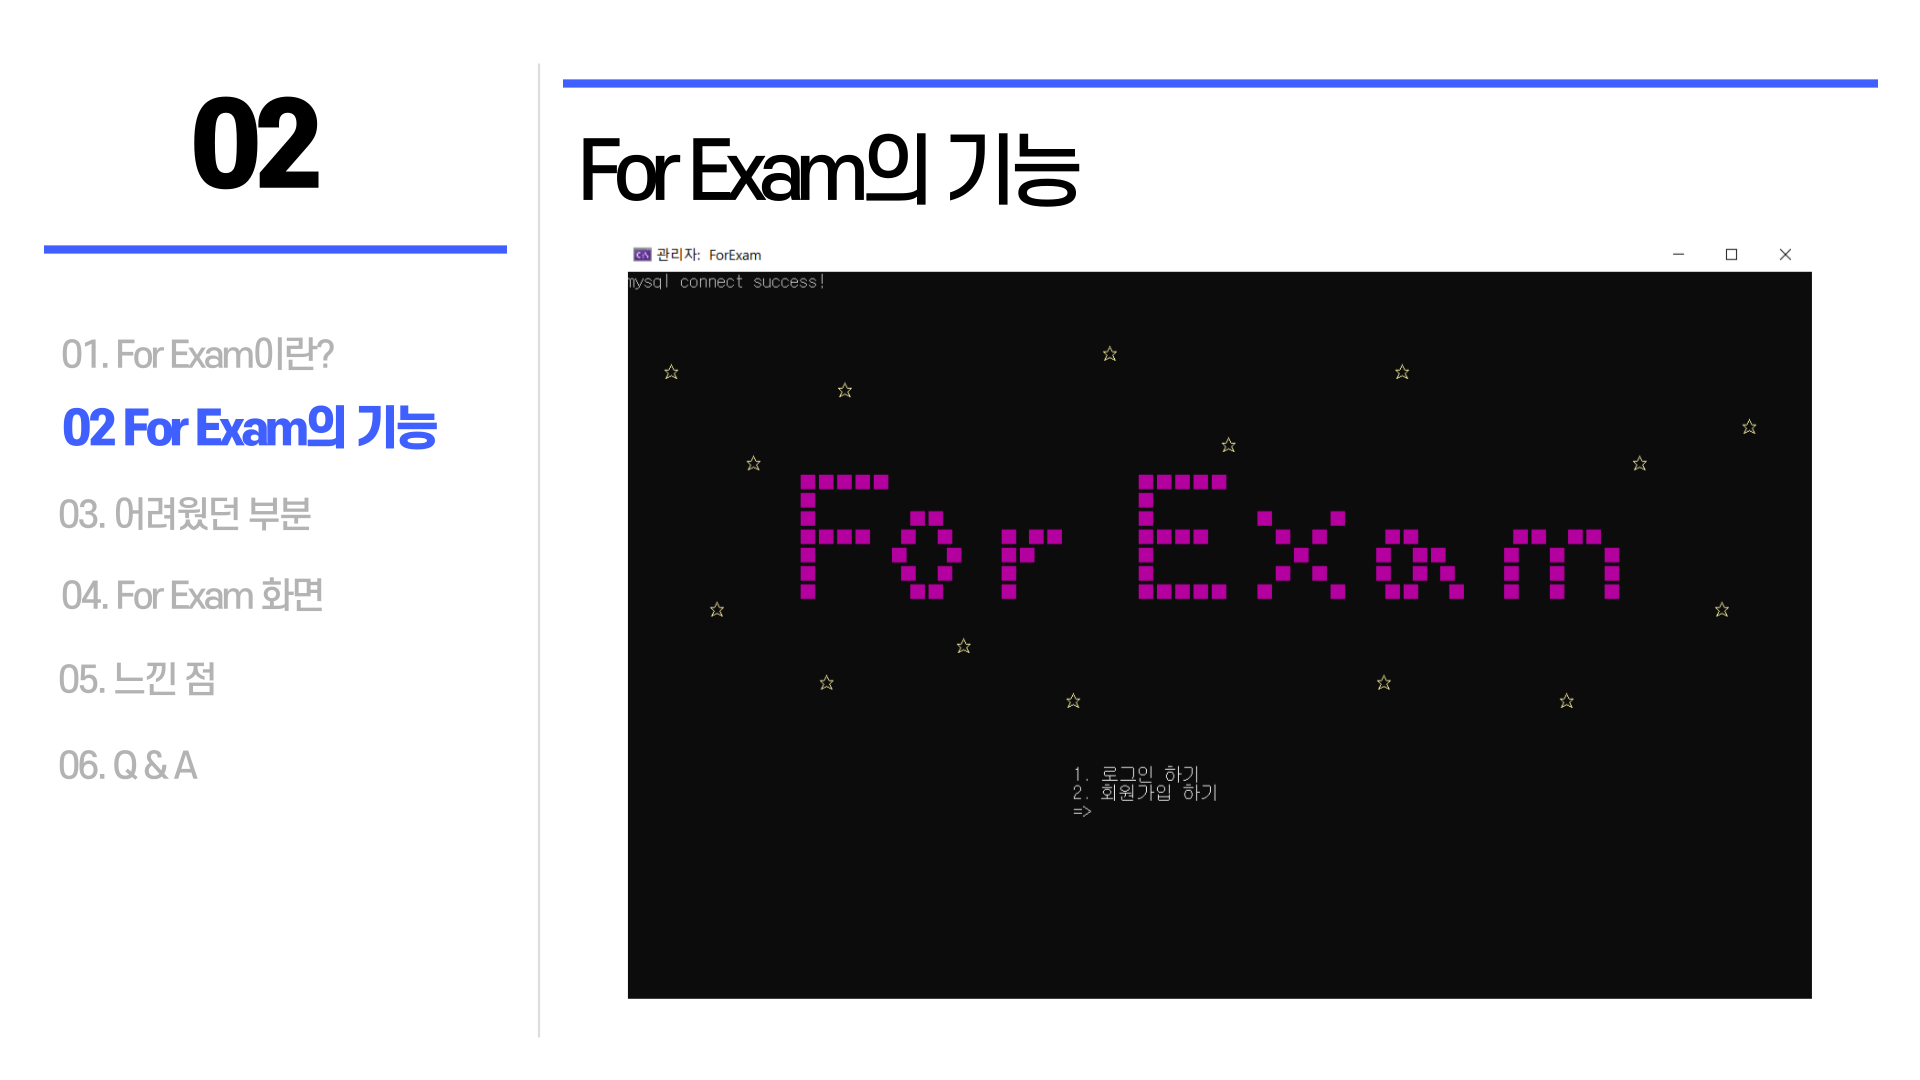 02
01. For Exam이란?
02 For Exam의 기능
03. 어려웠던 부분
04. For Exam 화면
05. 느낀 점
06. Q & A
For Exam의 기능
관리자: ForExam
mysql connect success!
For Exam
1. 로그인 하기
2. 회원가입 하기
=>